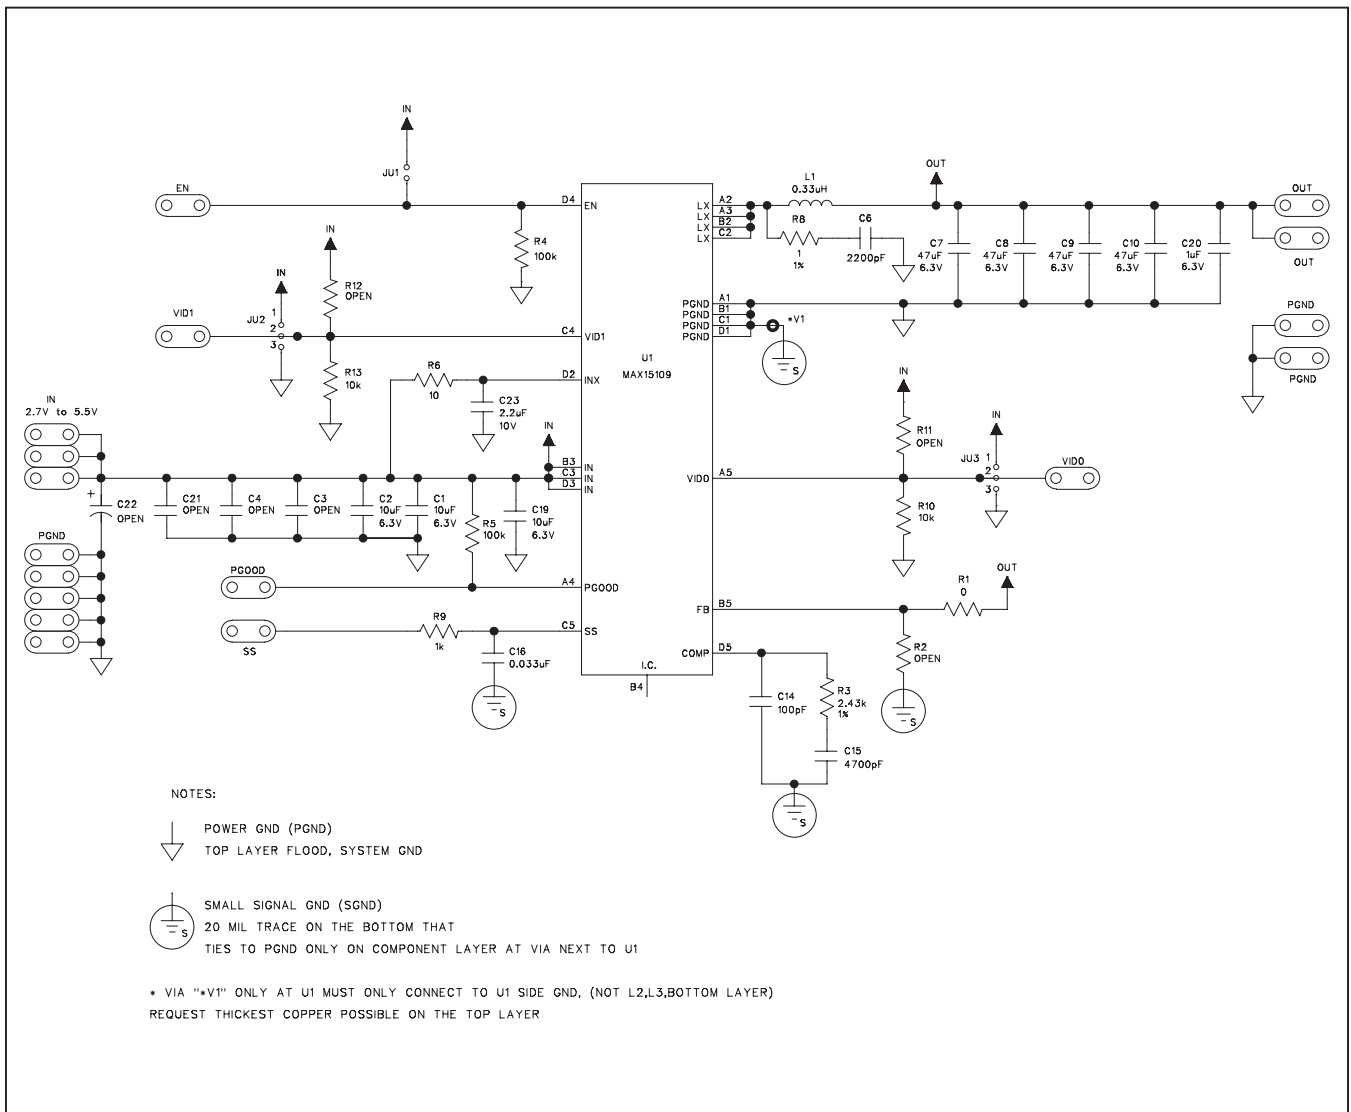 IN
JU1
EN
D4
EN
R4
100k
IN
R12
OPEN
IN
JU2
1
2
3
VID1
C4
VID1
R13
10k
U1
MAX15109
D2
INX
R6
10
C23
2.2uF
10V
IN
2.7V to 5.5V
IN
B3
IN
C3
IN
D3
IN
+
C22
OPEN
C21
OPEN
C4
OPEN
C3
OPEN
C2
10uF
6.3V
C1
10uF
6.3V
R5
100k
C19
10uF
6.3V
PGND
PGOOD
A4
PGOOD
SS
R9
1k
C5
SS
C16
0.033uF
S
I.C.
B4
LX
A2
LX
A3
LX
B2
LX
C2
L1
0.33uH
R8
1
1%
C6
2200pF
OUT
C7
47uF
6.3V
C8
47uF
6.3V
C9
47uF
6.3V
C10
47uF
6.3V
C20
1uF
6.3V
OUT
OUT
PGND
A1
PGND
B1
PGND
C1
PGND
D1
*V1
S
PGND
PGND
IN
R11
OPEN
IN
JU3
1
2
3
VID0
A5
VID0
R10
10k
FB
B5
R1
0
OUT
R2
OPEN
S
COMP
D5
C14
100pF
R3
2.43k
1%
C15
4700pF
S
NOTES:
POWER GND (PGND)
TOP LAYER FLOOD, SYSTEM GND
SMALL SIGNAL GND (SGND)
S
20 MIL TRACE ON THE BOTTOM THAT
TIES TO PGND ONLY ON COMPONENT LAYER AT VIA NEXT TO U1
* VIA "*V1" ONLY AT U1 MUST ONLY CONNECT TO U1 SIDE GND, (NOT L2,L3,BOTTOM LAYER)
REQUEST THICKEST COPPER POSSIBLE ON THE TOP LAYER